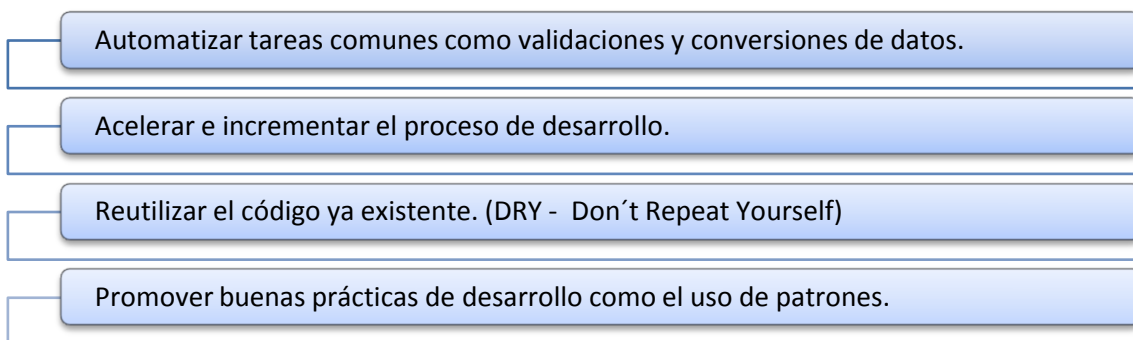 Automatizar tareas comunes como validaciones y conversiones de datos.
Acelerar e incrementar el proceso de desarrollo.
Reutilizar el código ya existente. (DRY - Don´t Repeat Yourself)
Promover buenas prácticas de desarrollo como el uso de patrones.